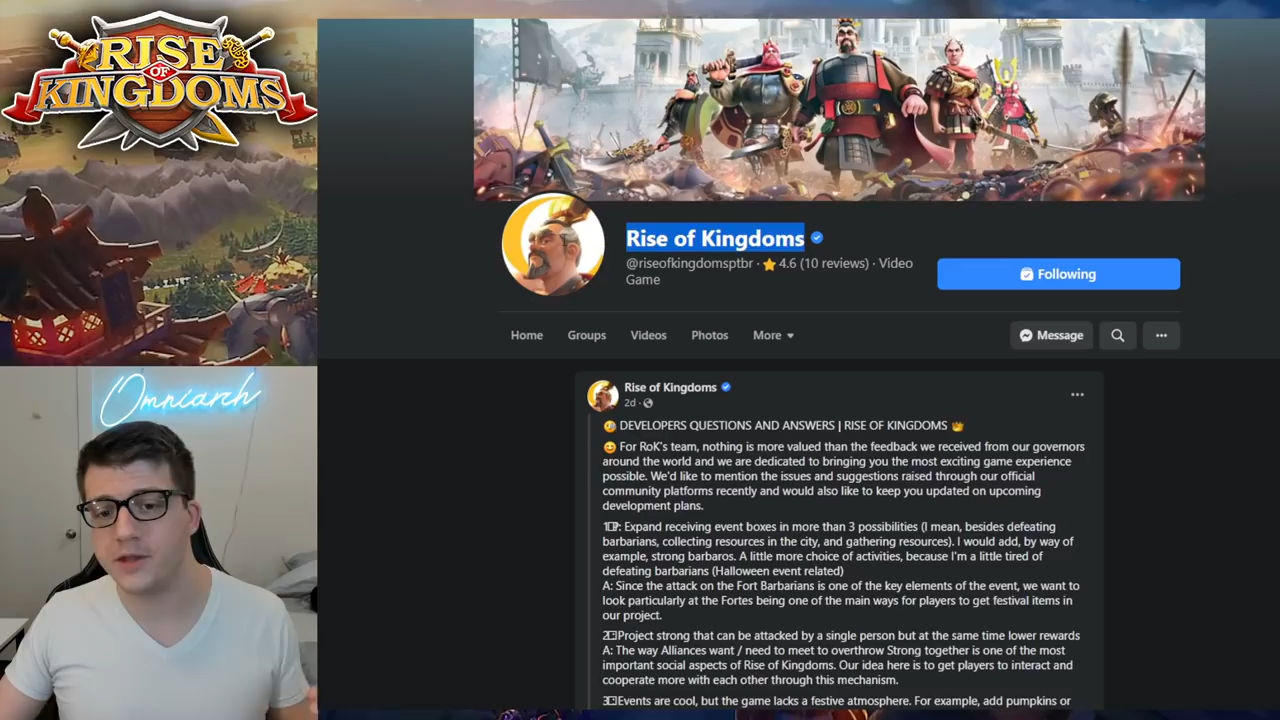 RISE
OF
KINGDOMS
Omniarch
Rise of Kingdoms
@riseofkingdomsptbr · 4.6 (10 reviews) · Video
Game
Following
Home
Groups
Videos
Photos
More
Message
Rise of Kingdoms
2d ·
DEVELOPERS QUESTIONS AND ANSWERS | RISE OF KINGDOMS
For RoK's team, nothing is more valued than the feedback we received from our governors
around the world and we are dedicated to bringing you the most exciting game experience
possible. We'd like to mention the issues and suggestions raised through our official
community platforms recently and would also like to keep you updated on upcoming
development plans.
1?: Expand receiving event boxes in more than 3 possibilities (I mean, besides defeating
barbarians, collecting resources in the city, and gathering resources). I would add, by way of
example, strong barbaros. A little more choice of activities, because I'm a little tired of
defeating barbarians (Halloween event related)
A: Since the attack on the Fort Barbarians is one of the key elements of the event, we want to
look particularly at the Fortes being one of the main ways for players to get festival items in
our project.
2 Project strong that can be attacked by a single person but at the same time lower rewards
A: The way Alliances want / need to meet to overthrow Strong together is one of the most
important social aspects of Rise of Kingdoms. Our idea here is to get players to interact and
cooperate more with each other through this mechanism.
3 Events are cool, but the game lacks a festive atmosphere. For example, add pumpkins or